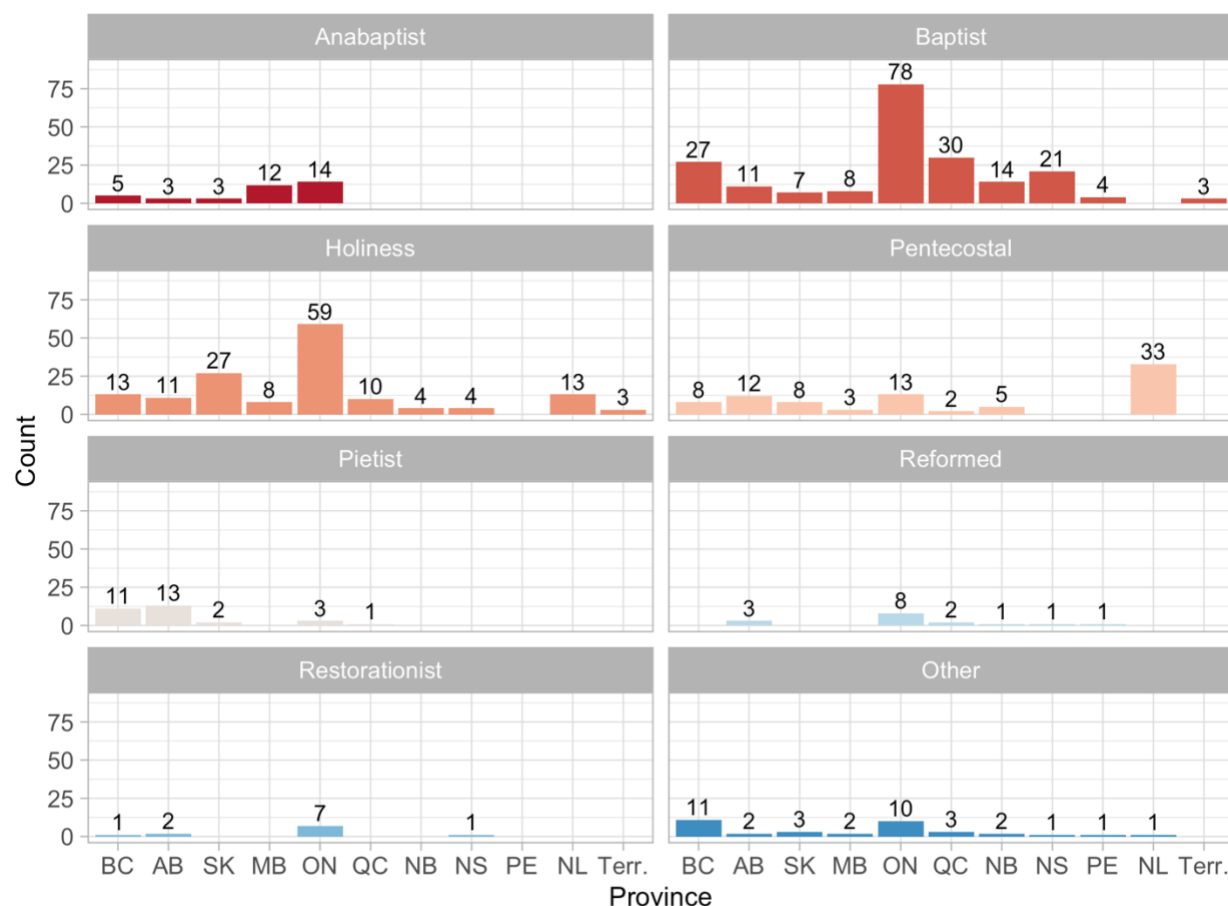 Anabaptist Baptist
75
50
25
0
5 3 3 12 14
27 11 7 8 78 30 14 21 4 3
Holiness Pentecostal
75
50
25
0
13 11 27 8 59 10 4 4 13 3
8 12 8 3 13 2 5 33
Count
Pietist Reformed
75
50
25
0
11 13 2 3 1
3 8 2 1 1 1
Restorationist Other
75
50
25
0
1 2 7 1
11 2 3 2 10 3 2 1 1 1
BC AB SK MB ON QC NB NS PE NL Terr. BC AB SK MB ON QC NB NS PE NL Terr.
Province